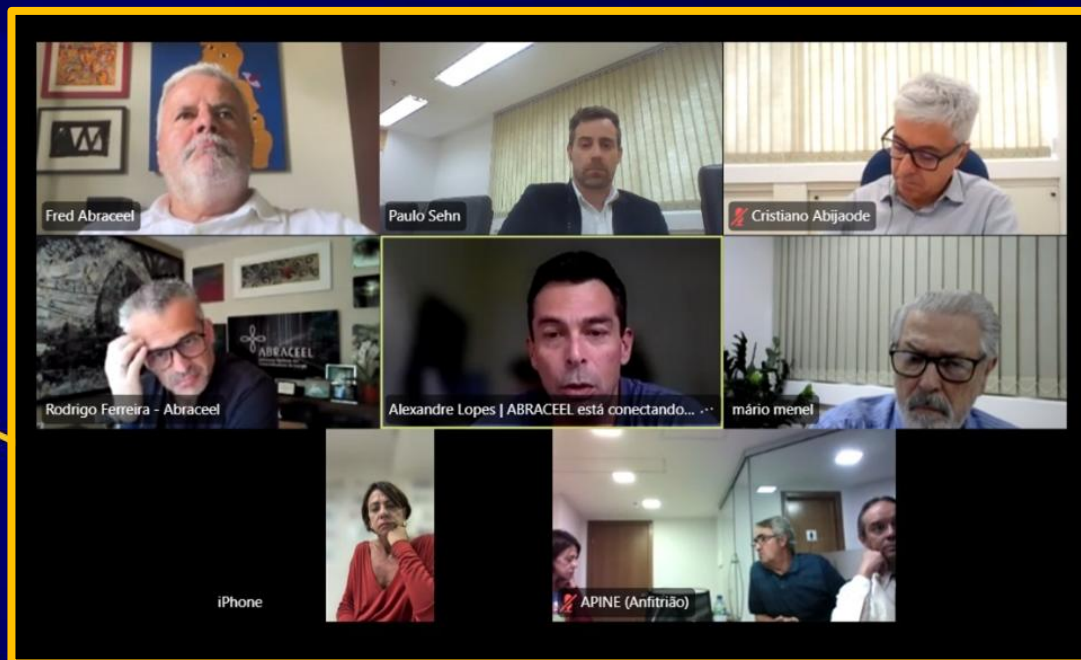 Fred Abraceel
Paulo Sehn
Cristiano Abijaode
ABRACEEL
Rodrigo Ferreira - Abraceel
Alexandre Lopes | ABRACEEL está conectando... ...
mário menel
iPhone
APINE (Anfitrião)